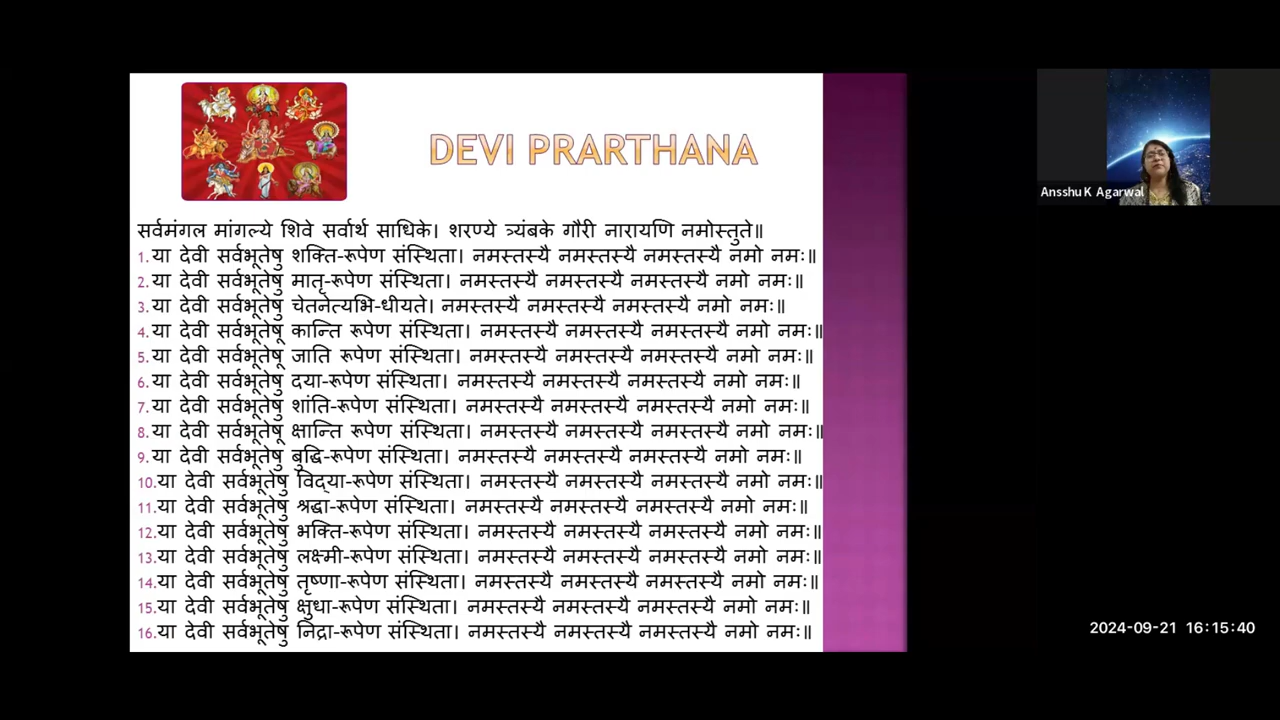 DEVI PRARTHANA
Ansshu K Agarwal
सर्वमंगल मांगल्ये शिवे सर्वार्थ साधिके। शरण्ये त्र्यंबके गौरी नारायणि नमोस्तुते॥
1. या देवी सर्वभूतेषु शक्ति-रूपेण संस्थिता। नमस्तस्यै नमस्तस्यै नमस्तस्यै नमो नमः॥
2. या देवी सर्वभूतेषु मातृ-रूपेण संस्थिता। नमस्तस्यै नमस्तस्यै नमस्तस्यै नमो नमः॥
3. या देवी सर्वभूतेषु चेतनेत्यभि-धीयते। नमस्तस्यै नमस्तस्यै नमस्तस्यै नमो नमः॥
4. या देवी सर्वभूतेषू कान्ति रूपेण संस्थिता। नमस्तस्यै नमस्तस्यै नमस्तस्यै नमो नमः॥
5. या देवी सर्वभूतेषू जाति रूपेण संस्थिता। नमस्तस्यै नमस्तस्यै नमस्तस्यै नमो नमः॥
6. या देवी सर्वभूतेषु दया-रूपेण संस्थिता। नमस्तस्यै नमस्तस्यै नमस्तस्यै नमो नमः॥
7. या देवी सर्वभूतेषु शांति-रूपेण संस्थिता। नमस्तस्यै नमस्तस्यै नमस्तस्यै नमो नमः॥
8. या देवी सर्वभूतेषू क्षान्ति रूपेण संस्थिता। नमस्तस्यै नमस्तस्यै नमस्तस्यै नमो नमः॥
9. या देवी सर्वभूतेषु बुद्धि-रूपेण संस्थिता। नमस्तस्यै नमस्तस्यै नमस्तस्यै नमो नमः॥
10. या देवी सर्वभूतेषु विद्‌या-रूपेण संस्थिता। नमस्तस्यै नमस्तस्यै नमस्तस्यै नमो नमः॥
11. या देवी सर्वभूतेषु श्रद्धा-रूपेण संस्थिता। नमस्तस्यै नमस्तस्यै नमस्तस्यै नमो नमः॥
12. या देवी सर्वभूतेषु भक्ति-रूपेण संस्थिता। नमस्तस्यै नमस्तस्यै नमस्तस्यै नमो नमः॥
13. या देवी सर्वभूतेषु लक्ष्मी-रूपेण संस्थिता। नमस्तस्यै नमस्तस्यै नमस्तस्यै नमो नमः॥
14. या देवी सर्वभूतेषु तृष्णा-रूपेण संस्थिता। नमस्तस्यै नमस्तस्यै नमस्तस्यै नमो नमः॥
15. या देवी सर्वभूतेषु क्षुधा-रूपेण संस्थिता। नमस्तस्यै नमस्तस्यै नमस्तस्यै नमो नमः॥
16. या देवी सर्वभूतेषु निद्रा-रूपेण संस्थिता। नमस्तस्यै नमस्तस्यै नमस्तस्यै नमो नमः॥
2024-09-21 16:15:40